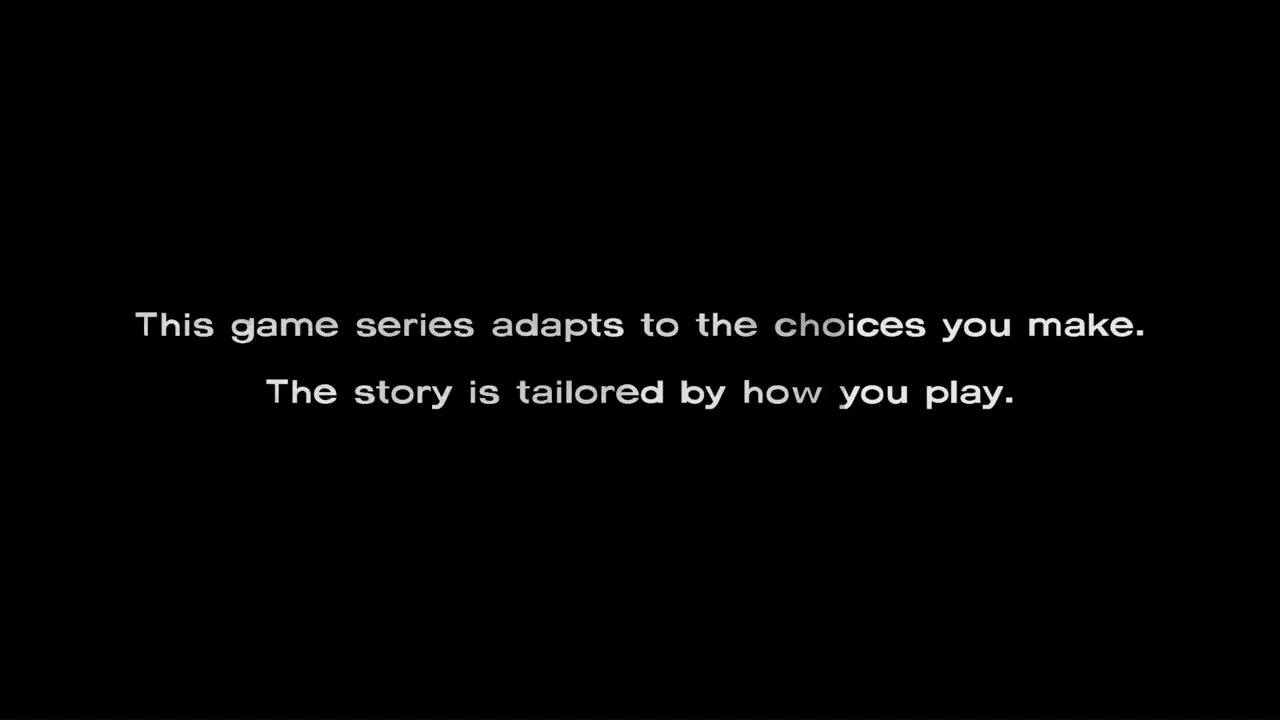 This game series adapts to the choices you make.
The story is tailored by how you play.